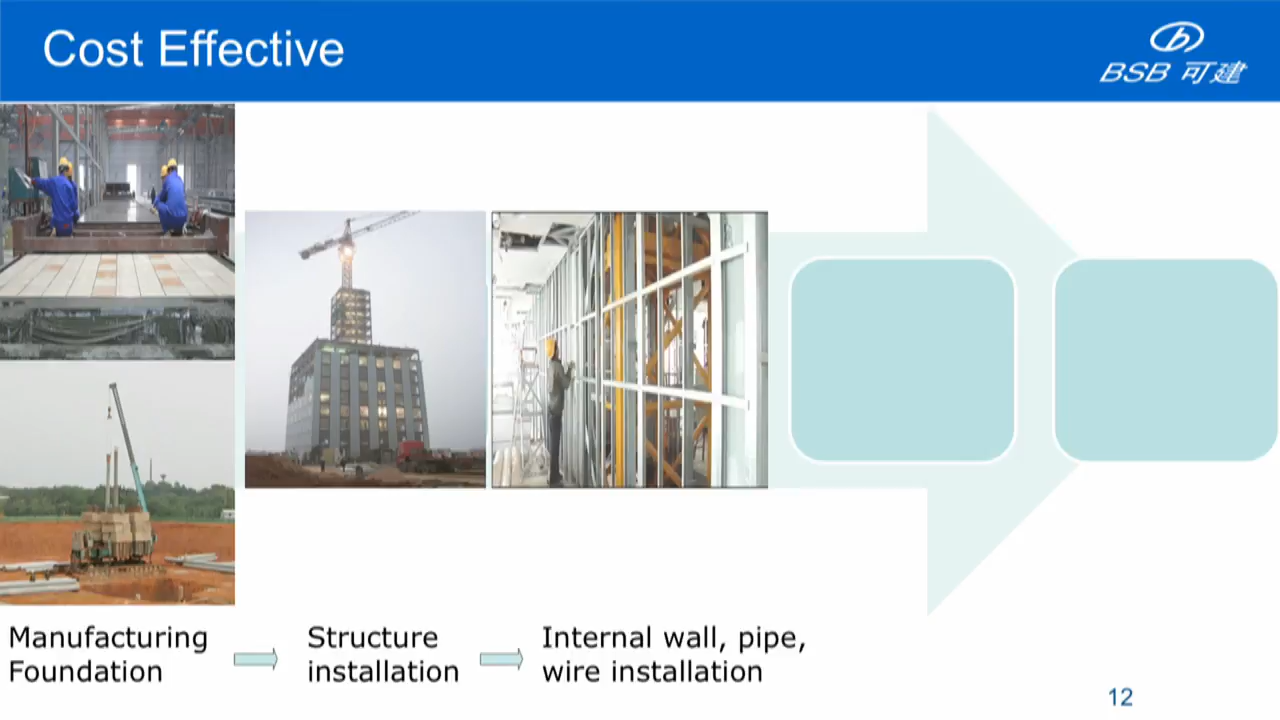 Cost Effective
BSB 可建
Manufacturing
Foundation
Structure
installation
Internal wall, pipe,
wire installation
12